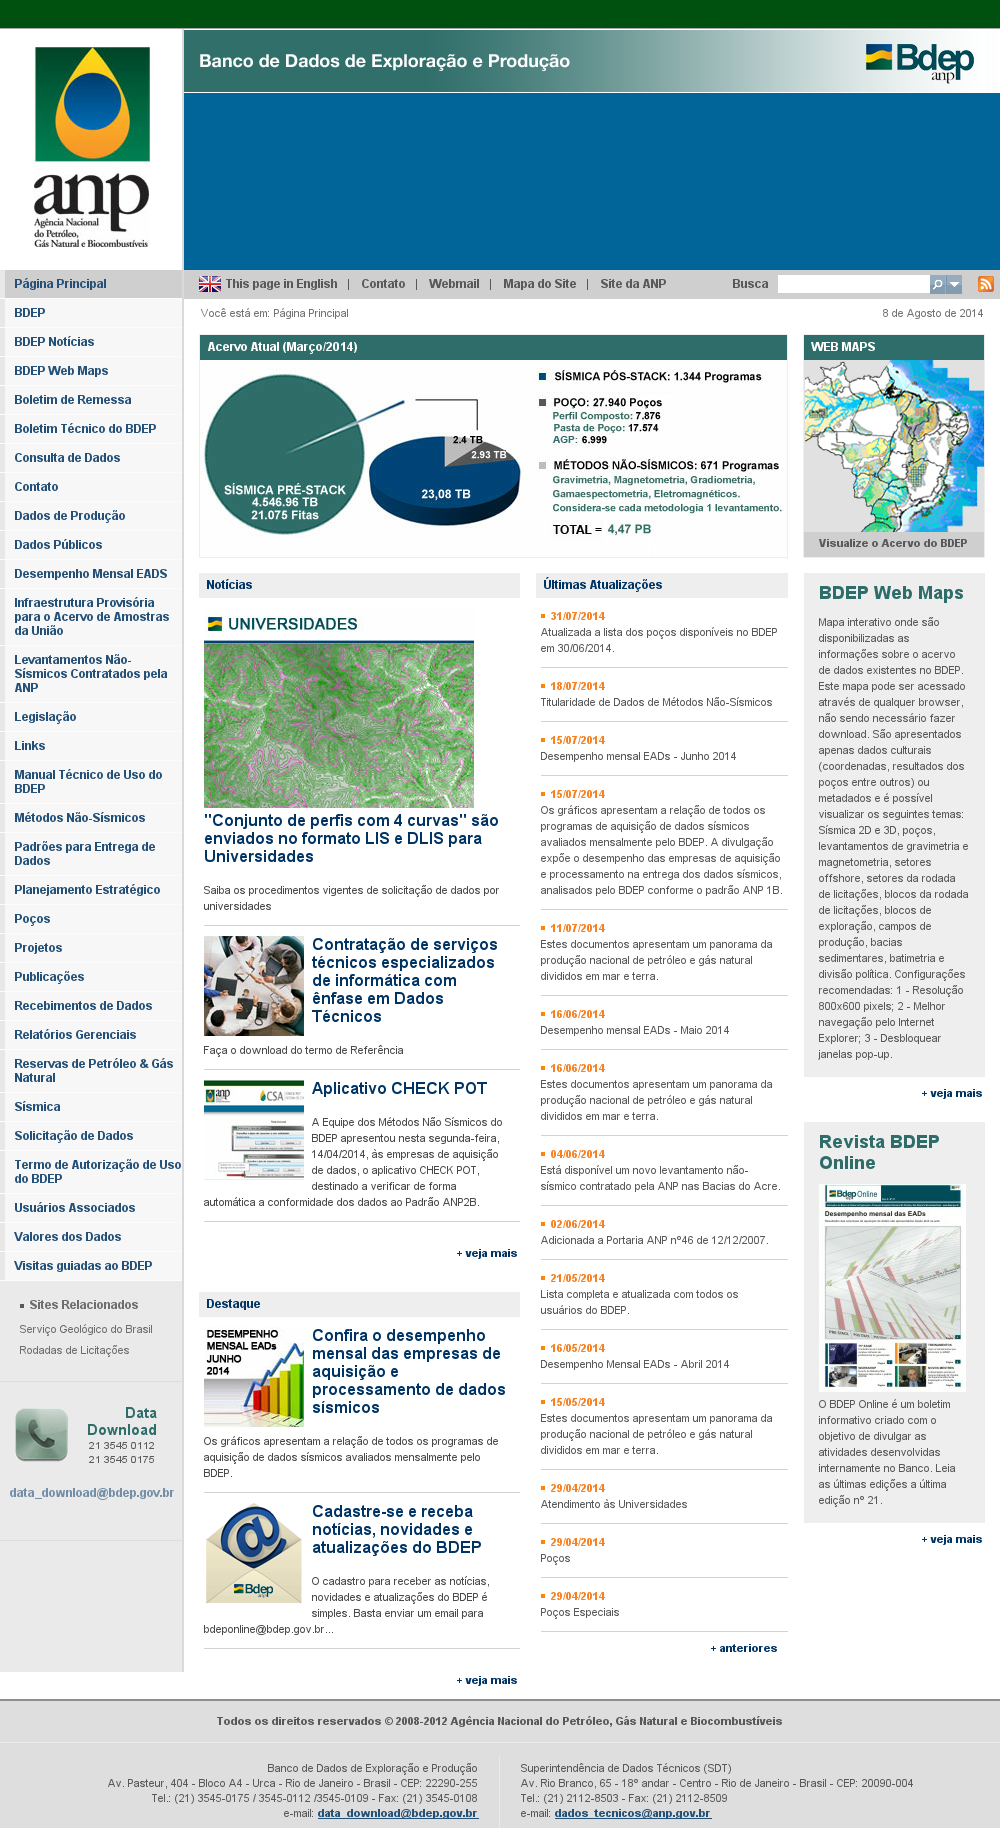 Banco de Dados de Exploração e Produção
Bdep
anp
anp
Agência Nacional
do Petróleo,
Gás Natural e Biocombustíveis
Página Principal
BDEP
BDEP Notícias
BDEP Web Maps
Boletim de Remessa
Boletim Técnico do BDEP
Consulta de Dados
Contato
Dados de Produção
Dados Públicos
Desempenho Mensal EADS
Infraestrutura Provisória
para o Acervo de Amostras
da União
Levantamentos Não-
Sísmicos Contratados pela
ANP
Legislação
Links
Manual Técnico de Uso do
BDEP
Métodos Não-Sísmicos
Padrões para Entrega de
Dados
Planejamento Estratégico
Poços
Projetos
Publicações
Recebimentos de Dados
Relatórios Gerenciais
Reservas de Petróleo & Gás
Natural
Sísmica
Solicitação de Dados
Termo de Autorização de Uso
do BDEP
Usuários Associados
Valores dos Dados
Visitas guiadas ao BDEP
Sites Relacionados
Serviço Geológico do Brasil
Rodadas de Licitações
Data
Download
21 3545 0112
21 3545 0175
data_download@bdep.gov.br
This page in English | Contato | Webmail | Mapa do Site | Site da ANP
Busca
Você está em: Página Principal
8 de Agosto de 2014
Acervo Atual (Março/2014)
SÍSMICA PRÉ-STACK
4.546.96 TB
21.075 Fitas
2.4 TB
2.93 TB
23,08 TB
SÍSMICA PÓS-STACK: 1.344 Programas
POÇO: 27.940 Poços
Perfil Composto: 7.876
Pasta de Poço: 17.574
AGP: 6.999
MÉTODOS NÃO-SÍSMICOS: 671 Programas
Gravimetria, Magnetometria, Gradiometria,
Gamaespectometria, Eletromagnéticos.
Considera-se cada metodologia 1 levantamento.
TOTAL = 4,47 PB
WEB MAPS
Visualize o Acervo do BDEP
Notícias
UNIVERSIDADES
"Conjunto de perfis com 4 curvas" são
enviados no formato LIS e DLIS para
Universidades
Saiba os procedimentos vigentes de solicitação de dados por
universidades
Contratação de serviços
técnicos especializados
de informática com
ênfase em Dados
Técnicos
Faça o download do termo de Referência
anp
CSA
Aplicativo CHECK POT
A Equipe dos Métodos Não Sísmicos do
BDEP apresentou nesta segunda-feira,
14/04/2014, às empresas de aquisição
de dados, o aplicativo CHECK POT,
destinado a verificar de forma
automática a conformidade dos dados ao Padrão ANP2B.
+ veja mais
Destaque
DESEMPENHO
MENSAL EADs
JUNHO
2014
Confira o desempenho
mensal das empresas de
aquisição e
processamento de dados
sísmicos
Os gráficos apresentam a relação de todos os programas de
aquisição de dados sísmicos avaliados mensalmente pelo
BDEP.
@
Bdep
anp
Cadastre-se e receba
notícias, novidades e
atualizações do BDEP
O cadastro para receber as notícias,
novidades e atualizações do BDEP é
simples. Basta enviar um email para
bdeponline@bdep.gov.br...
+ veja mais
Últimas Atualizações
31/07/2014
Atualizada a lista dos poços disponíveis no BDEP
em 30/06/2014.
18/07/2014
Titularidade de Dados de Métodos Não-Sísmicos
15/07/2014
Desempenho mensal EADs - Junho 2014
15/07/2014
Os gráficos apresentam a relação de todos os
programas de aquisição de dados sísmicos
avaliados mensalmente pelo BDEP. A divulgação
expõe o desempenho das empresas de aquisição
e processamento na entrega dos dados sísmicos,
analisados pelo BDEP conforme o padrão ANP 1B.
11/07/2014
Estes documentos apresentam um panorama da
produção nacional de petróleo e gás natural
divididos em mar e terra.
16/06/2014
Desempenho mensal EADs - Maio 2014
16/06/2014
Estes documentos apresentam um panorama da
produção nacional de petróleo e gás natural
divididos em mar e terra.
04/06/2014
Está disponível um novo levantamento não-
sísmico contratado pela ANP nas Bacias do Acre.
02/06/2014
Adicionada a Portaria ANP nº46 de 12/12/2007.
21/05/2014
Lista completa e atualizada com todos os
usuários do BDEP.
16/05/2014
Desempenho Mensal EADs - Abril 2014
15/05/2014
Estes documentos apresentam um panorama da
produção nacional de petróleo e gás natural
divididos em mar e terra.
29/04/2014
Atendimento às Universidades
29/04/2014
Poços
29/04/2014
Poços Especiais
+ anteriores
BDEP Web Maps
Mapa interativo onde são
disponibilizadas as
informações sobre o acervo
de dados existentes no BDEP.
Este mapa pode ser acessado
através de qualquer browser,
não sendo necessário fazer
download. São apresentados
apenas dados culturais
(coordenadas, resultados dos
poços entre outros) ou
metadados e é possível
visualizar os seguintes temas:
Sísmica 2D e 3D, poços,
levantamentos de gravimetria e
magnetometria, setores
offshore, setores da rodada
de licitações, blocos da rodada
de licitações, blocos de
exploração, campos de
produção, bacias
sedimentares, batimetria e
divisão política. Configurações
recomendadas: 1 - Resolução
800x600 pixels; 2 - Melhor
navegação pelo Internet
Explorer; 3 - Desbloquear
janelas pop-up.
+ veja mais
Revista BDEP
Online
Bdep Online
Desempenho mensal das EADs
O BDEP Online é um boletim
informativo criado com o
objetivo de divulgar as
atividades desenvolvidas
internamente no Banco. Leia
as últimas edições a última
edição nº 21.
+ veja mais
Todos os direitos reservados © 2008-2012 Agência Nacional do Petróleo, Gás Natural e Biocombustíveis
Banco de Dados de Exploração e Produção
Av. Pasteur, 404 - Bloco A4 - Urca - Rio de Janeiro - Brasil - CEP: 22290-255
Tel.: (21) 3545-0175 / 3545-0112 /3545-0109 - Fax: (21) 3545-0108
e-mail: data_download@bdep.gov.br
Superintendência de Dados Técnicos (SDT)
Av. Rio Branco, 65 - 18º andar - Centro - Rio de Janeiro - Brasil - CEP: 20090-004
Tel.: (21) 2112-8503 - Fax: (21) 2112-8509
e-mail: dados_tecnicos@anp.gov.br